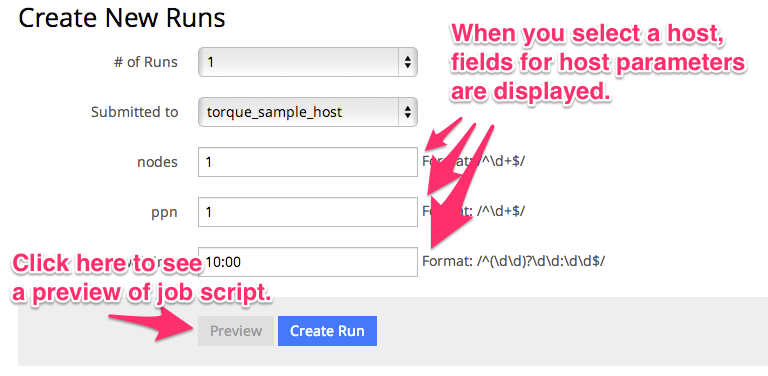 Create New Runs
When you select a host,
fields for host parameters
are displayed.
# of Runs 1
Submitted to torque_sample_host
nodes 1 Format: /^\d+$/
ppn 1 Format: /^\d+$/
10:00 Format: /^(\d\d)?\d\d:\d\d$/
Click here to see
a preview of job script.
Preview Create Run